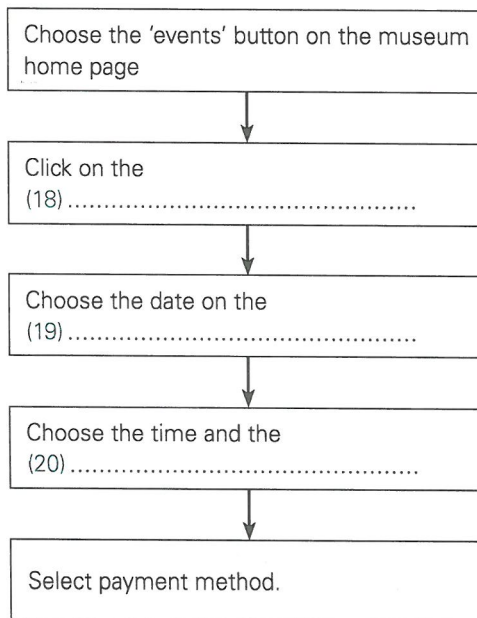 Choose the 'events' button on the museum
home page
Click on the
(18) ................................................
Choose the date on the
(19) ................................................
Choose the time and the
(20) ................................................
Select payment method.